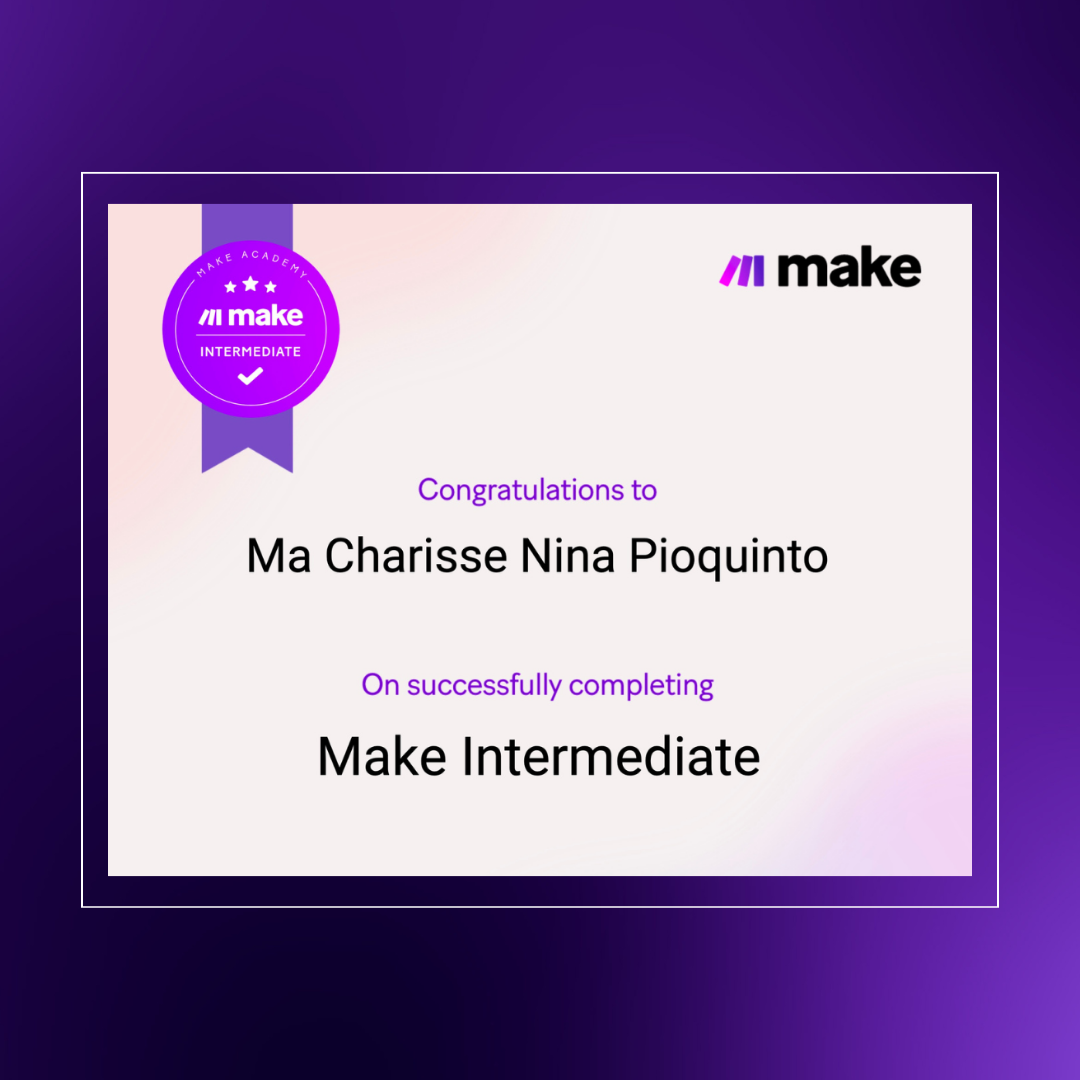 MAKE ACADEMY
make
INTERMEDIATE
make
Congratulations to
Ma Charisse Nina Pioquinto
On successfully completing
Make Intermediate